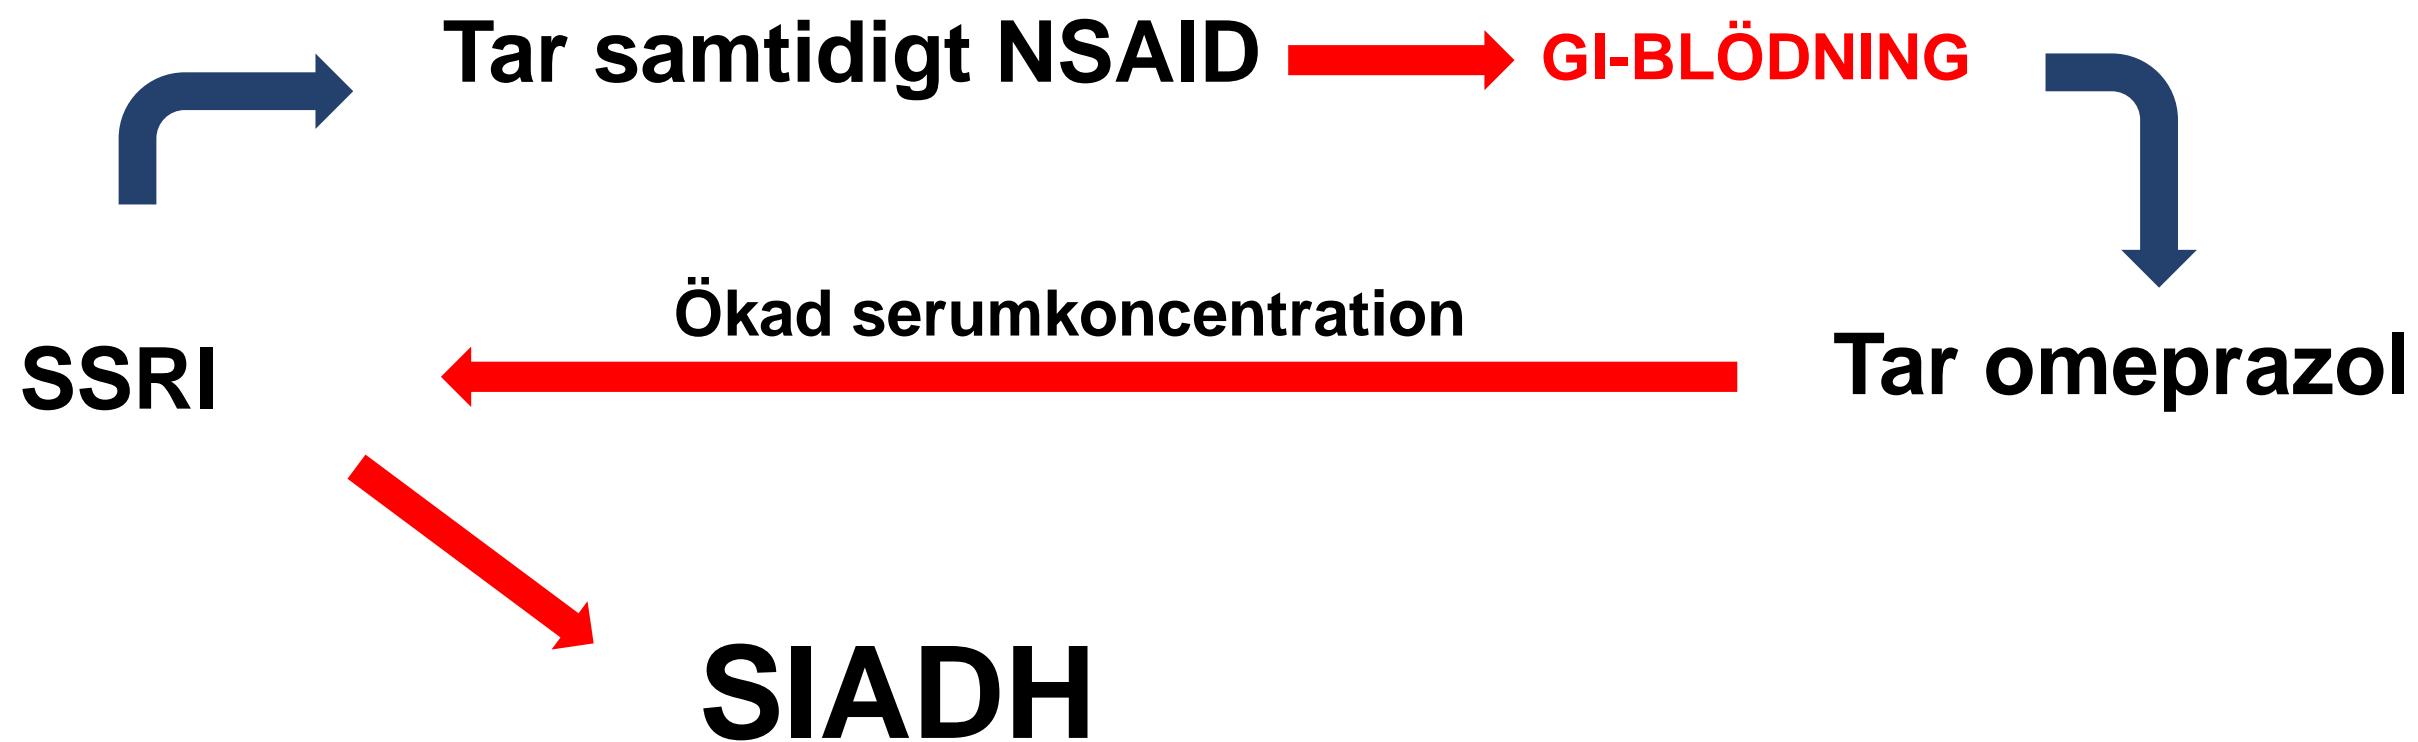 Tar samtidigt NSAID
GI-BLÖDNING
Ökad serumkoncentration
SSRI
Tar omeprazol
SIADH